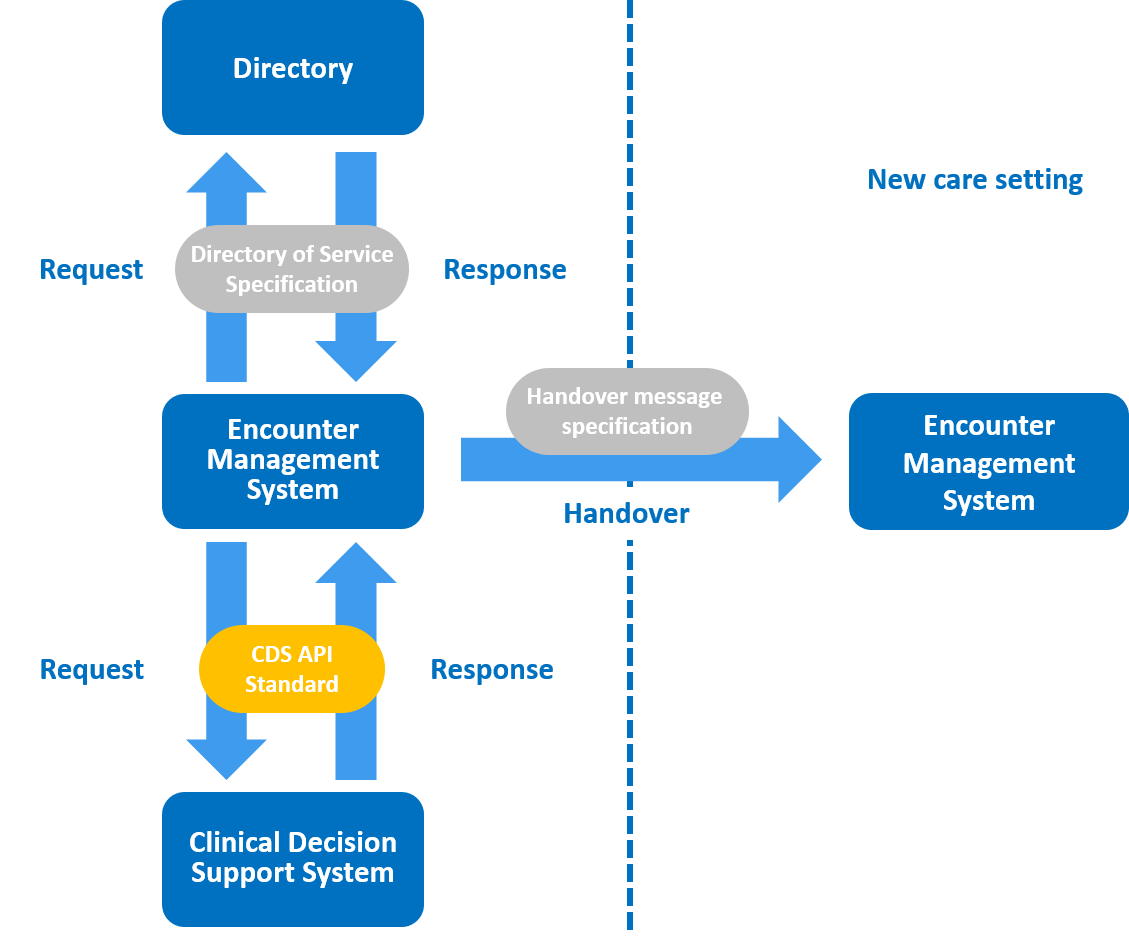 Directory
New care setting
Request
Directory of Service
Specification
Response
Handover message
specification
Encounter
Management
System
Encounter
Management
System
Handover
Request
CDS API
Standard
Response
Clinical Decision
Support System